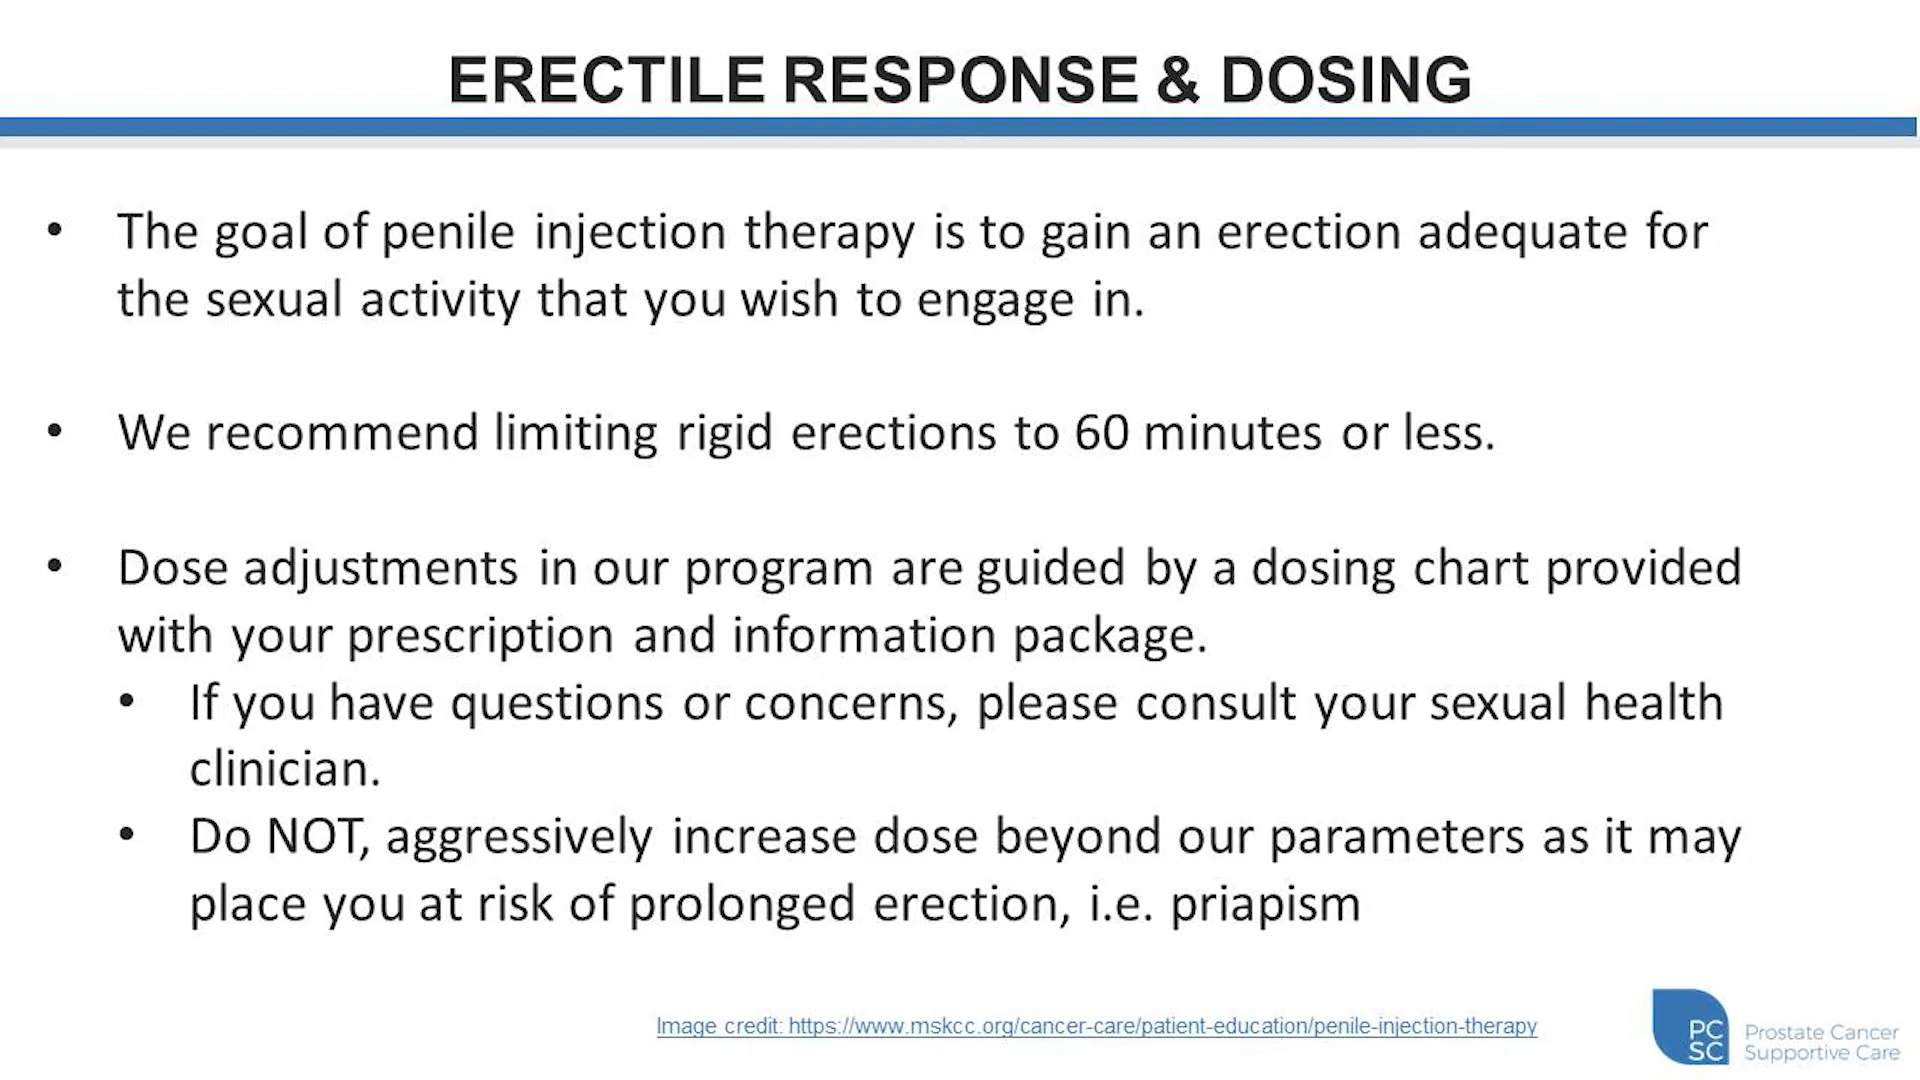 ERECTILE RESPONSE & DOSING
• The goal of penile injection therapy is to gain an erection adequate for
the sexual activity that you wish to engage in.
• We recommend limiting rigid erections to 60 minutes or less.
• Dose adjustments in our program are guided by a dosing chart provided
with your prescription and information package.
• If you have questions or concerns, please consult your sexual health
clinician.
• Do NOT, aggressively increase dose beyond our parameters as it may
place you at risk of prolonged erection, i.e. priapism
Image credit: https://www.mskcc.org/cancer-care/patient-education/penile-injection-therapy
PC
SC
Prostate Cancer
Supportive Care